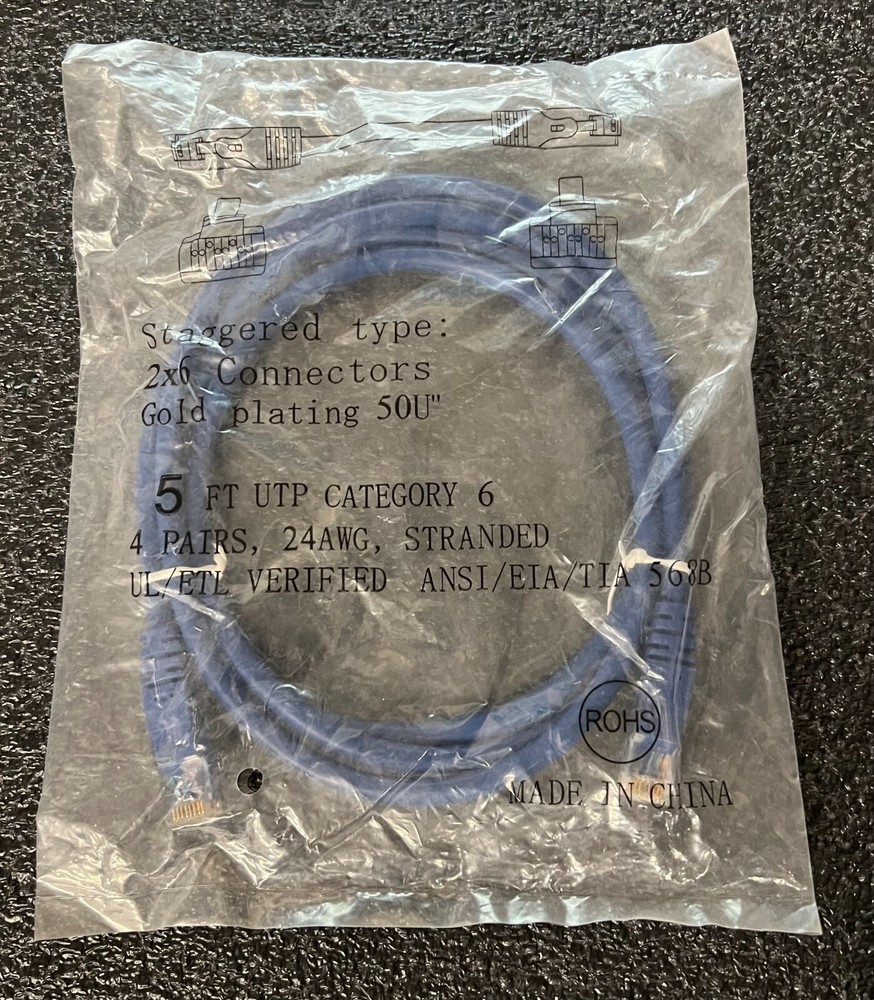 Staggered type:
2x6 Connectors
Gold plating 50U"
5 FT UTP CATEGORY 6
4 PAIRS, 24AWG, STRANDED
UL/ETL VERIFIED ANSI/EIA/TIA 568B
ROHS
MADE IN CHINA